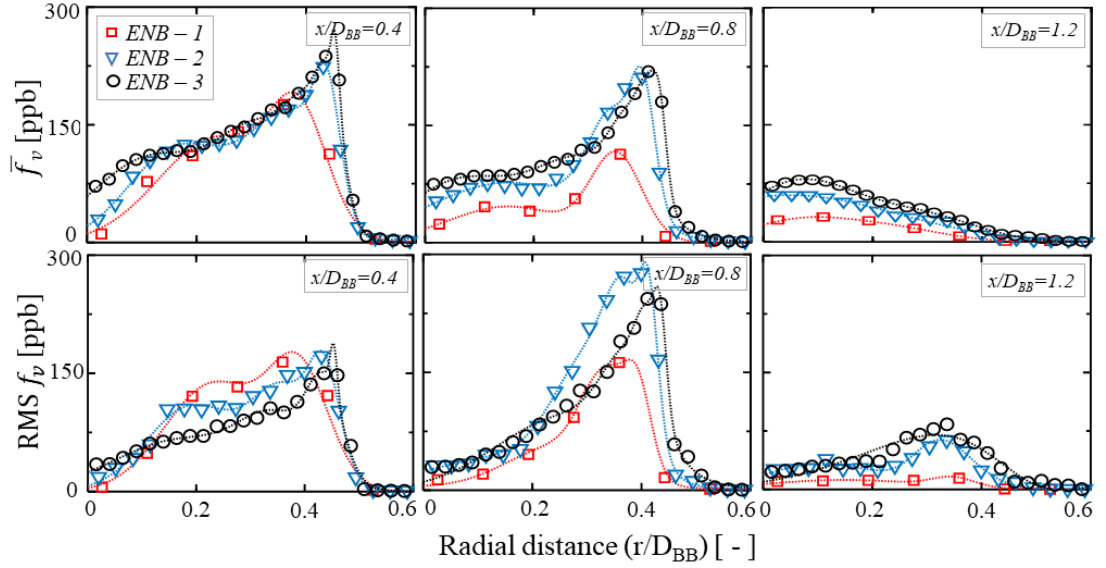 300
150
0
f̅ᵥ [ppb]
ENB – 1
ENB – 2
ENB – 3
x/D_BB=0.4
x/D_BB=0.8
x/D_BB=1.2
300
150
0
RMS fᵥ [ppb]
x/D_BB=0.4
x/D_BB=0.8
x/D_BB=1.2
0 0.2 0.4 0.6 0 0.2 0.4 0.6 0 0.2 0.4 0.6
Radial distance (r/D_BB) [ - ]